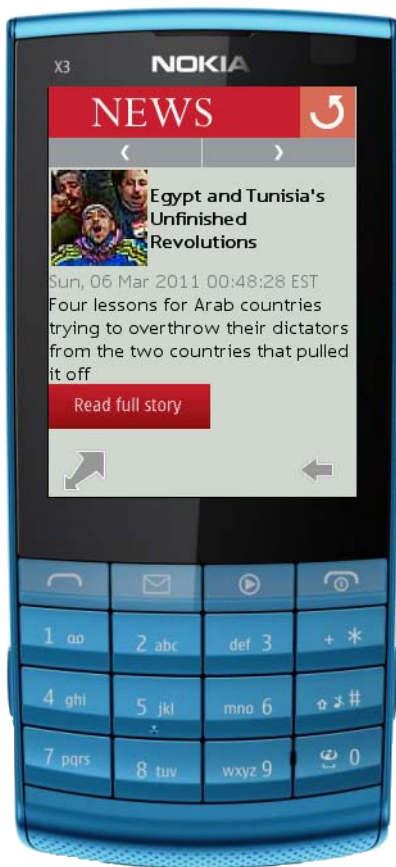 X3 NOKIA
NEWS
Egypt and Tunisia's
Unfinished
Revolutions
Sun, 06 Mar 2011 00:48:28 EST
Four lessons for Arab countries
trying to overthrow their dictators
from the two countries that pulled
it off
Read full story
1 2 abc def 3 + *
4 ghi 5 jkl mno 6 #
7 pqrs 8 tuv wxyz 9 0